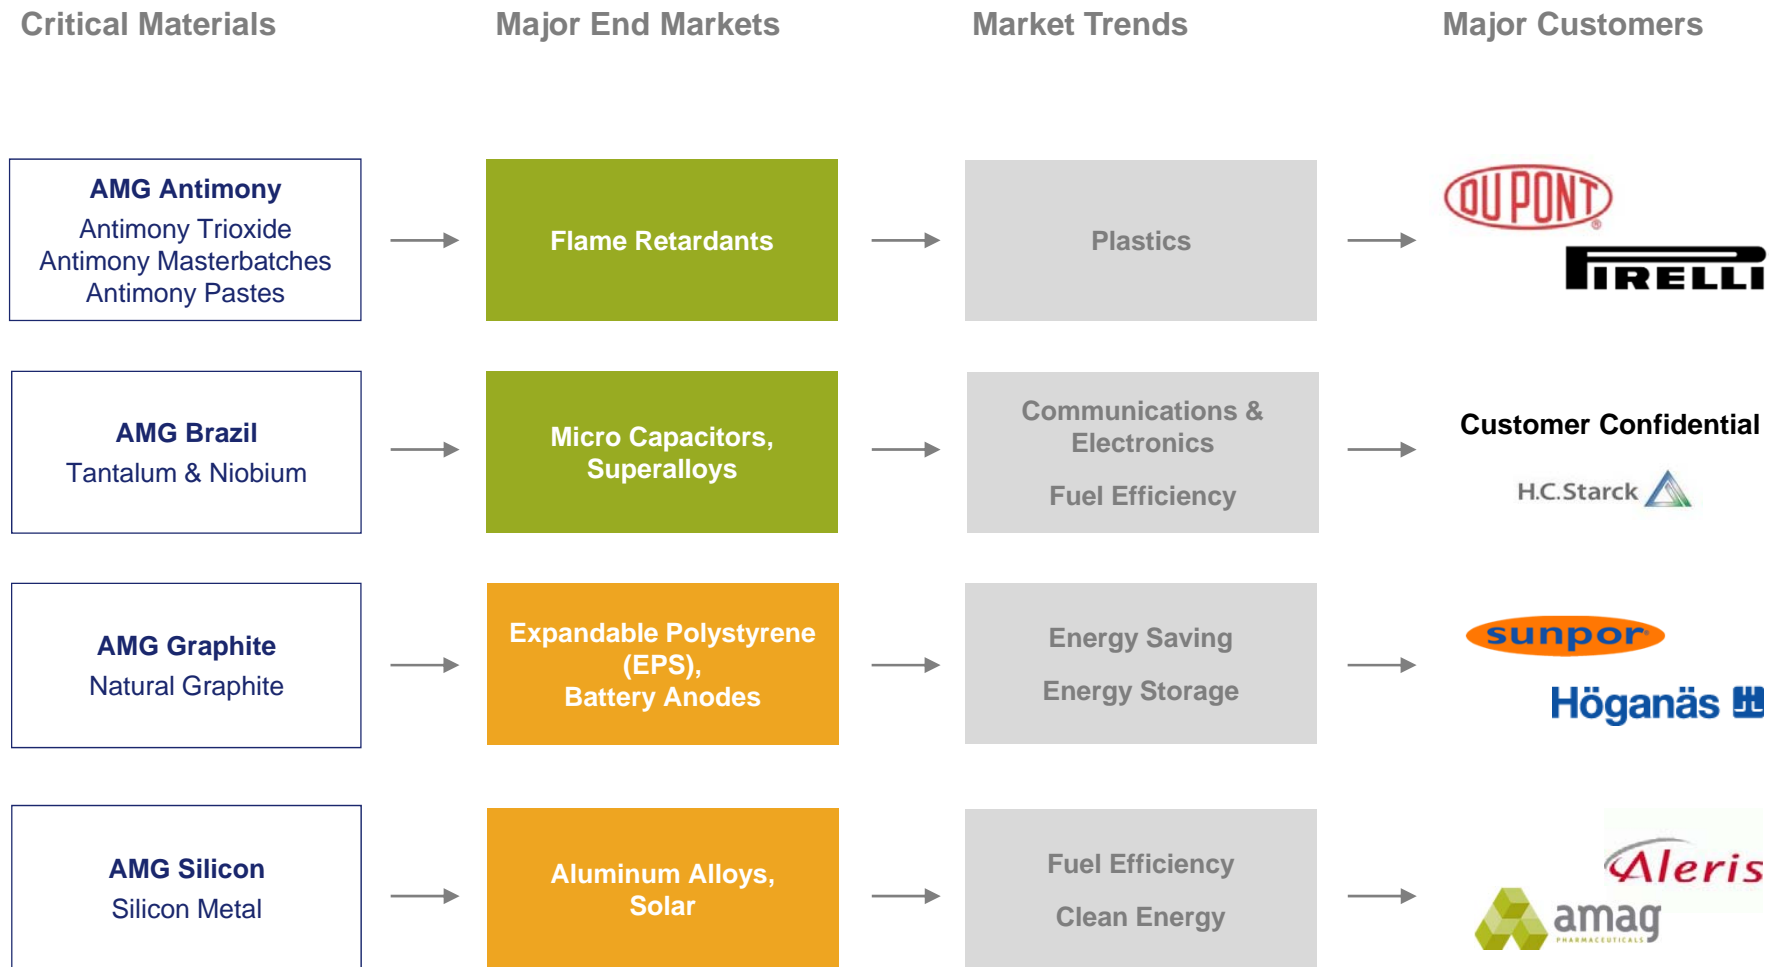 Critical Materials
Major End Markets
Market Trends
Major Customers
AMG Antimony
Antimony Trioxide
Antimony Masterbatches
Antimony Pastes
Flame Retardants
Plastics
DU PONT
®
PIRELLI
AMG Brazil
Tantalum & Niobium
Micro Capacitors,
Superalloys
Communications &
Electronics
Fuel Efficiency
Customer Confidential
H.C.Starck
AMG Graphite
Natural Graphite
Expandable Polystyrene
(EPS),
Battery Anodes
Energy Saving
Energy Storage
sunpor®
Höganäs
AMG Silicon
Silicon Metal
Aluminum Alloys,
Solar
Fuel Efficiency
Clean Energy
Aleris
amag
PHARMACEUTICALS